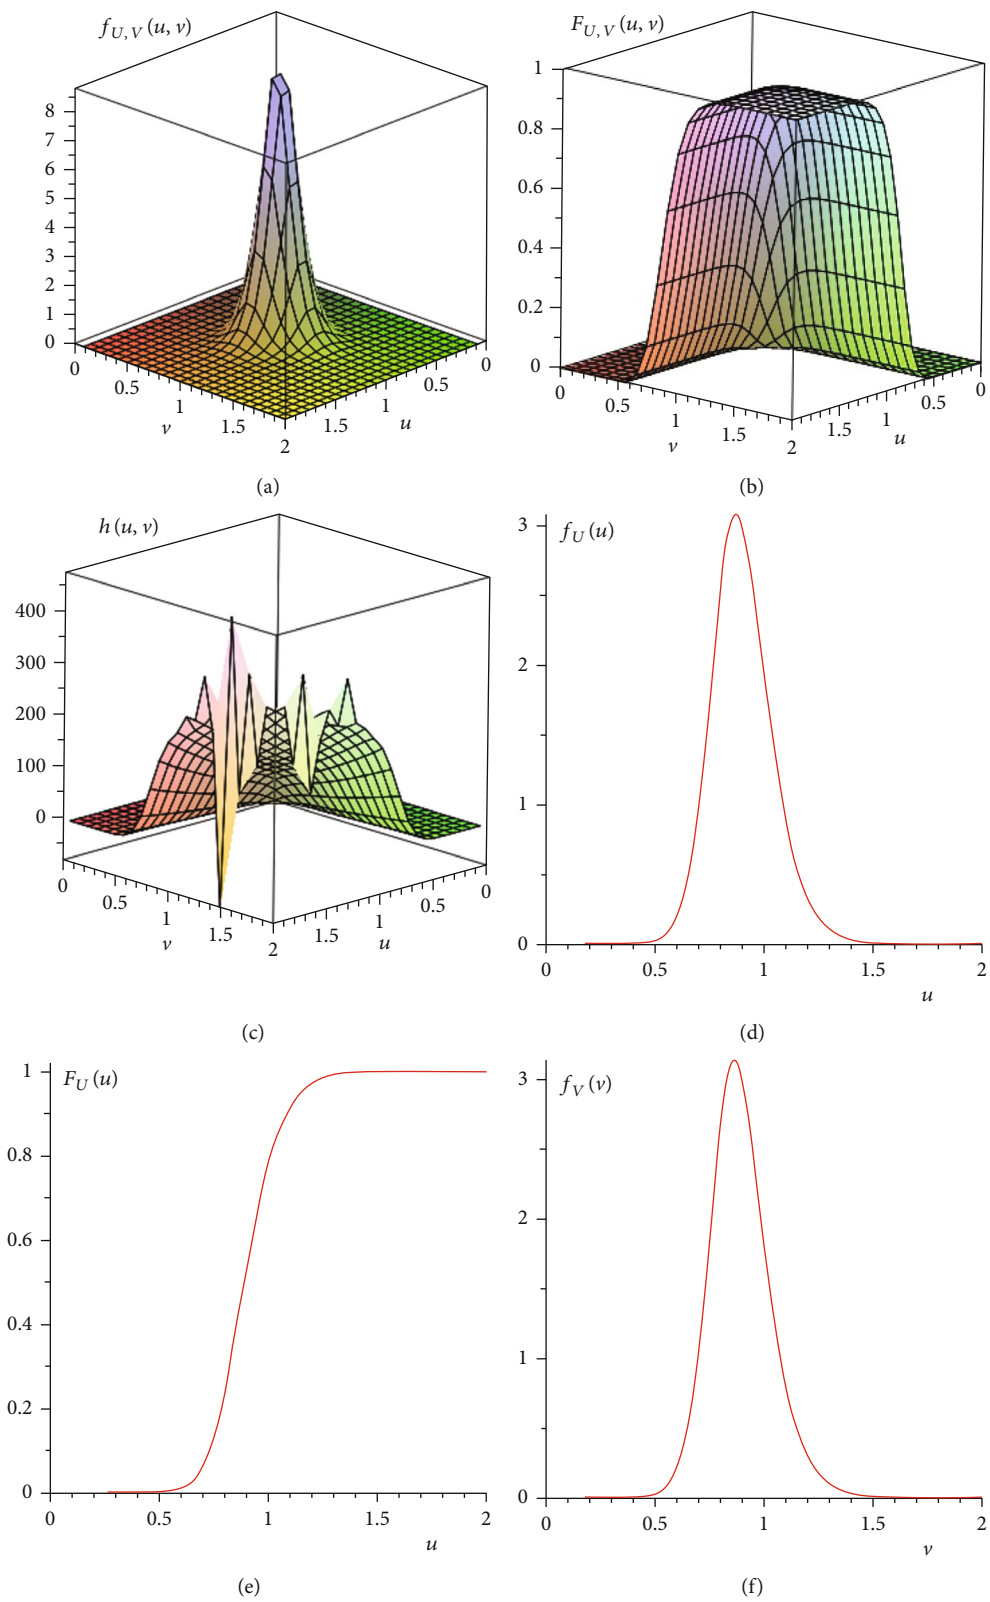 f_{U, V}(u, v)
8
7
6
5
4
3
2
1
0
0
0.5
1
1.5
2
v
0
0.5
1
1.5
u
(a)
F_{U, V}(u, v)
1
0.8
0.6
0.4
0.2
0
0
0.5
1
1.5
2
v
0
0.5
1
1.5
u
(b)
h(u, v)
400
300
200
100
0
0
0.5
1
1.5
2
v
0
0.5
1
1.5
u
(c)
f_U(u)
3
2
1
0
0 0.5 1 1.5 2
u
(d)
F_U(u)
1
0.8
0.6
0.4
0.2
0
0 0.5 1 1.5 2
u
(e)
f_V(v)
3
2
1
0
0 0.5 1 1.5 2
v
(f)